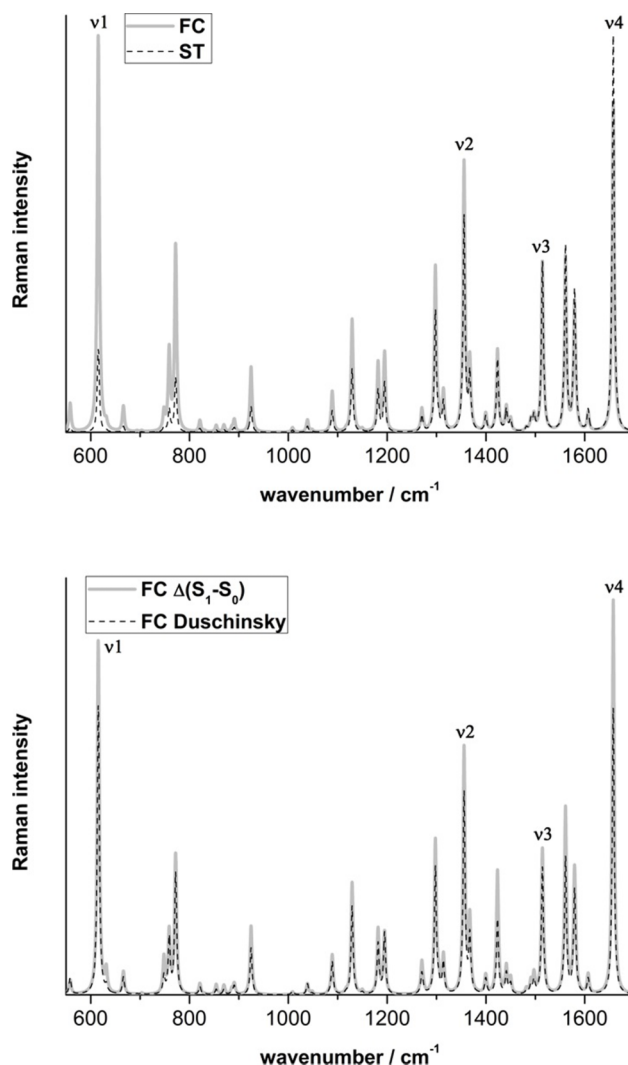 ν1
FC
ST
ν4
ν2
ν3
Raman intensity
600 800 1000 1200 1400 1600
wavenumber / cm⁻¹
FC Δ(S₁-S₀)
FC Duschinsky
ν4
ν1
ν2
ν3
Raman intensity
600 800 1000 1200 1400 1600
wavenumber / cm⁻¹